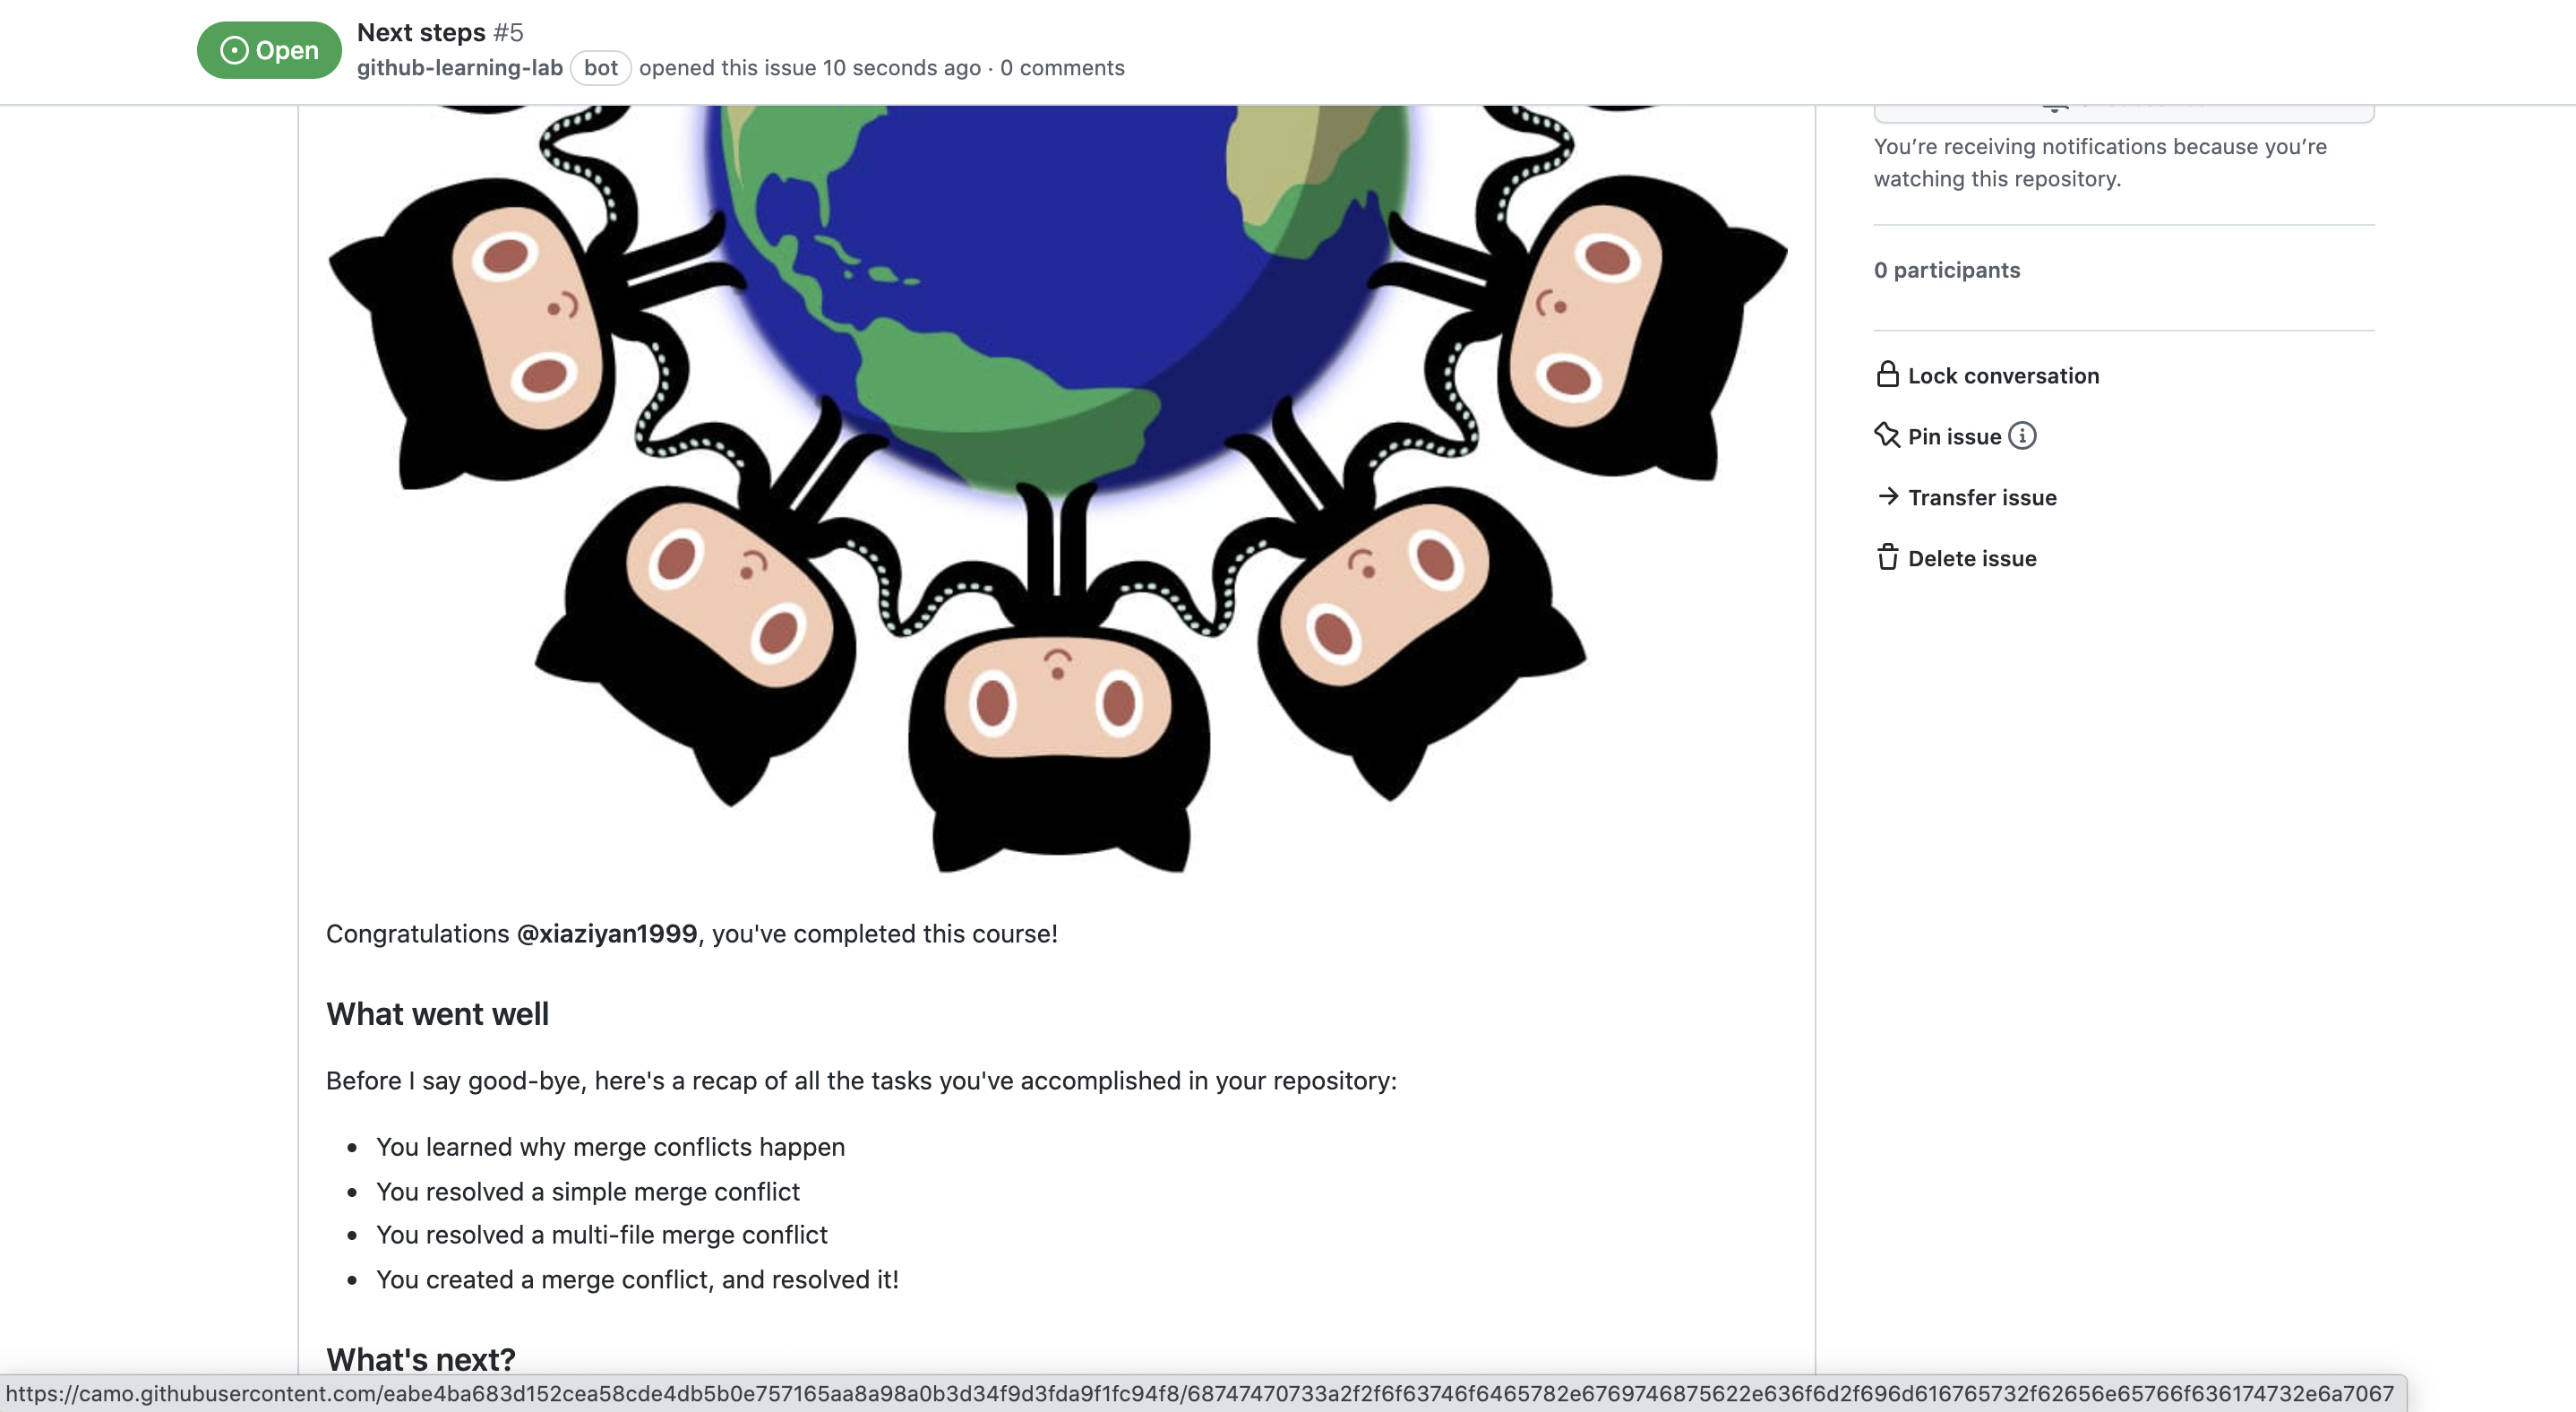 Open
Next steps #5
github-learning-lab bot opened this issue 10 seconds ago · 0 comments
You’re receiving notifications because you’re
watching this repository.
0 participants
Lock conversation
Pin issue
Transfer issue
Delete issue
Congratulations @xiaziyan1999, you've completed this course!
What went well
Before I say good-bye, here's a recap of all the tasks you've accomplished in your repository:
• You learned why merge conflicts happen
• You resolved a simple merge conflict
• You resolved a multi-file merge conflict
• You created a merge conflict, and resolved it!
What's next?
https://camo.githubusercontent.com/eabe4ba683d152cea58cde4db5b0e757165aa8a98a0b3d34f9d3fda9f1fc94f8/68747470733a2f2f6f63746f6465782e6769746875622e636f6d2f696d616765732f62656e65766f636174732e6a7067